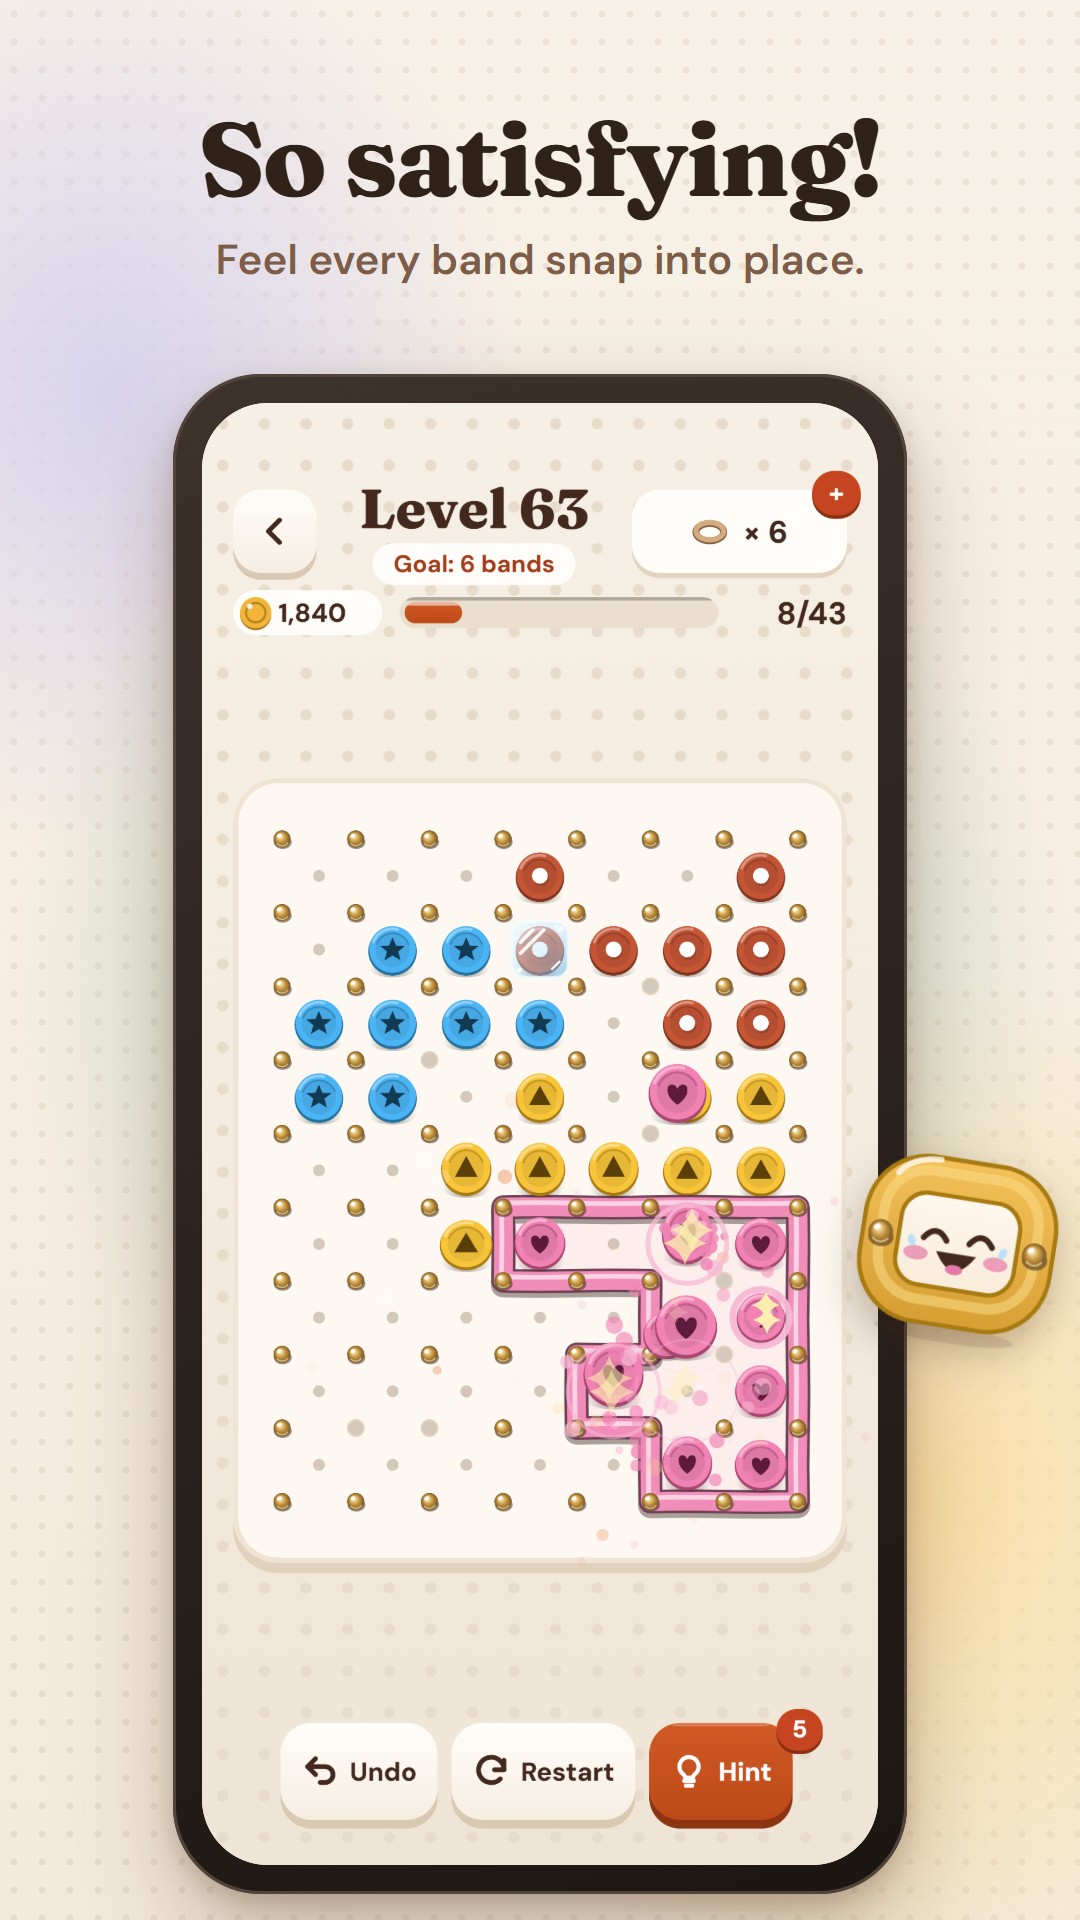 So satisfying!
Feel every band snap into place.
Level 63
+
× 6
Goal: 6 bands
1,840
8/43
5
Undo
Restart
Hint